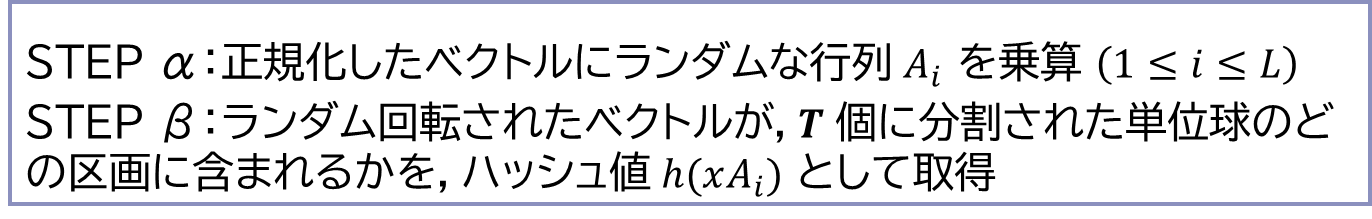 STEP α：正規化したベクトルにランダムな行列 Aᵢ を乗算 (1 ≤ i ≤ L)
STEP β：ランダム回転されたベクトルが, T 個に分割された単位球のど
の区画に含まれるかを, ハッシュ値 h(xAᵢ) として取得